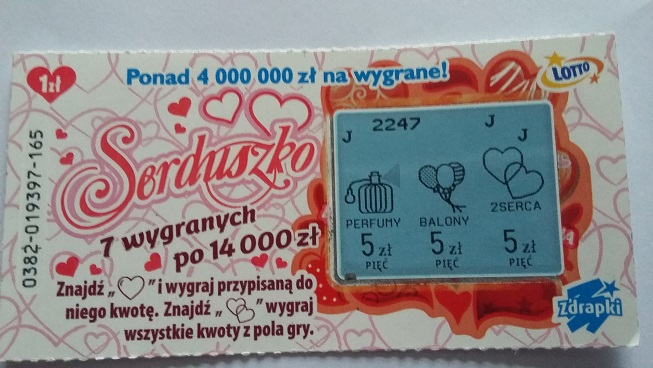 1zł
Ponad 4 000 000 zł na wygrane!
LOTTO
0382-019397-165
Serduszko
7 wygranych
po 14 000 zł
Znajdź „ ” i wygraj przypisaną do
niego kwotę. Znajdź „ ” wygraj
wszystkie kwoty z pola gry.
J 2247 J J
PERFUMY BALONY 2SERCA
5 zł 5 zł 5 zł
PIĘĆ PIĘĆ PIĘĆ
Zdrapki